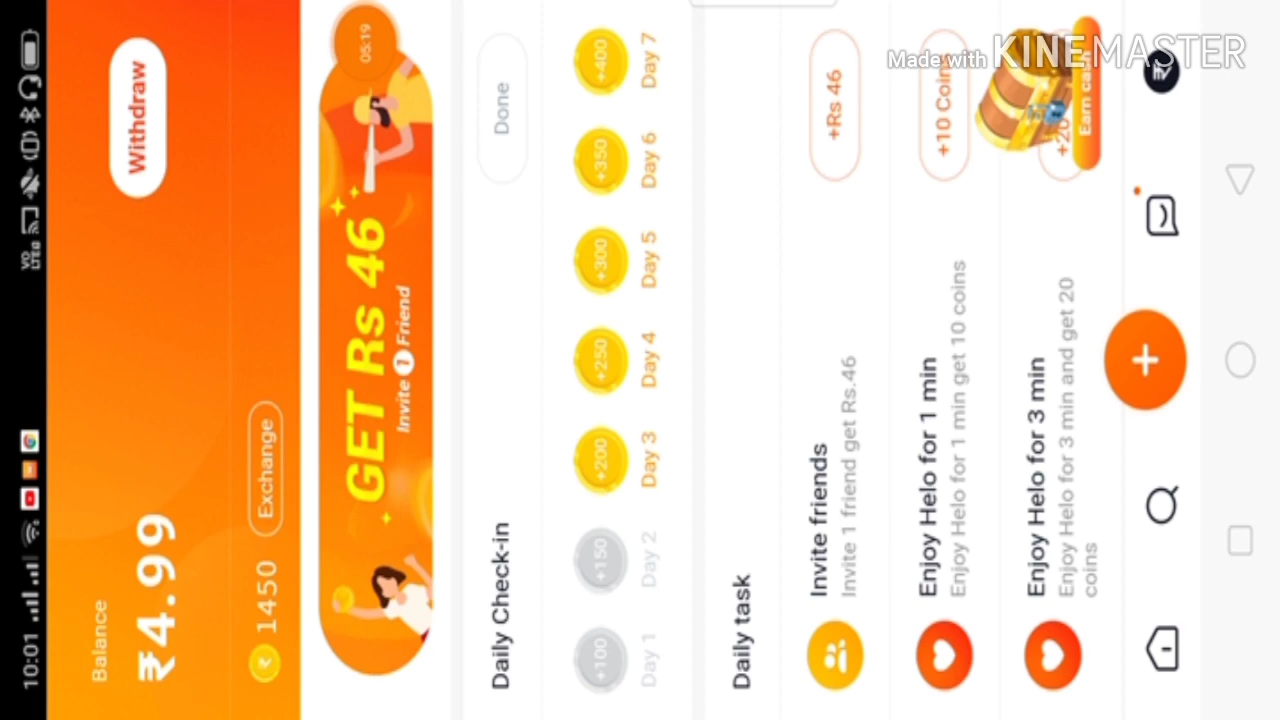 10:01
VO
LTE
Balance
₹4.99
Withdraw
1450
Exchange
05:19
GET Rs 46
Invite 1 Friend
Daily Check-in
Done
+100
+150
+200
+250
+300
+350
+400
Day 1
Day 2
Day 3
Day 4
Day 5
Day 6
Day 7
Daily task
Invite friends
Invite 1 friend get Rs.46
+Rs 46
Enjoy Helo for 1 min
Enjoy Helo for 1 min get 10 coins
+10 Coins
Enjoy Helo for 3 min
Enjoy Helo for 3 min and get 20
coins
Earn cash
Made with KINEMASTER